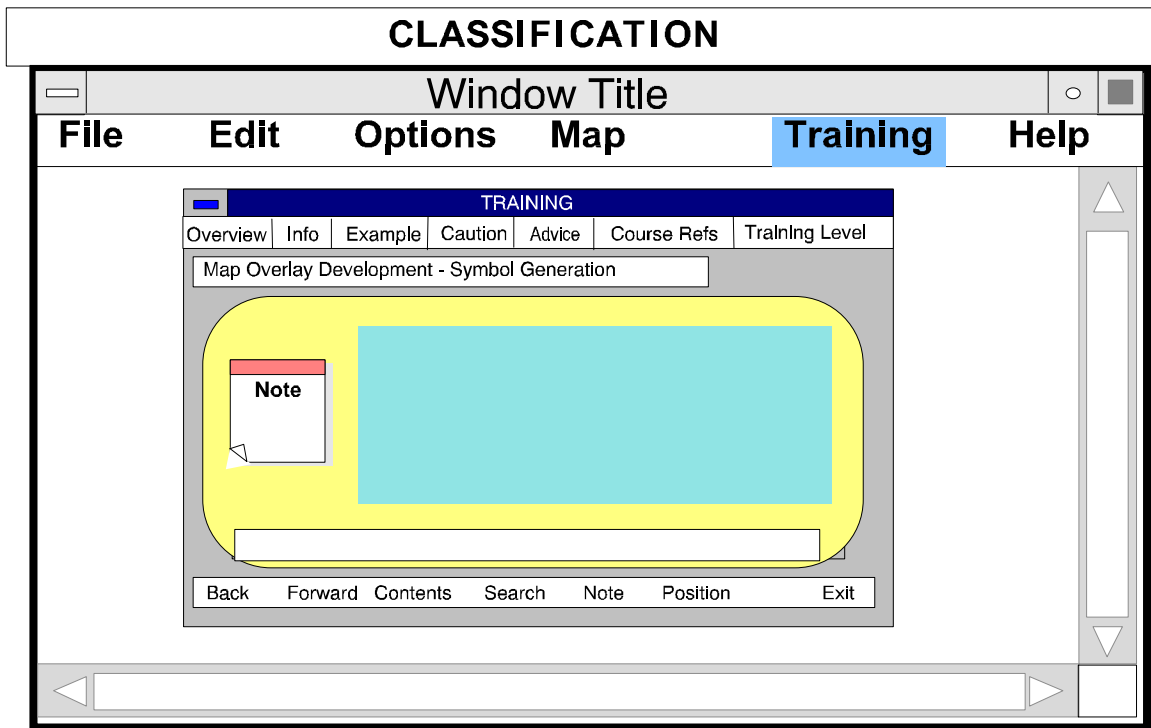 CLASSIFICATION
Window Title
File Edit Options Map Training Help
TRAINING
Overview Info Example Caution Advice Course Refs Training Level
Map Overlay Development - Symbol Generation
Note
Back Forward Contents Search Note Position Exit